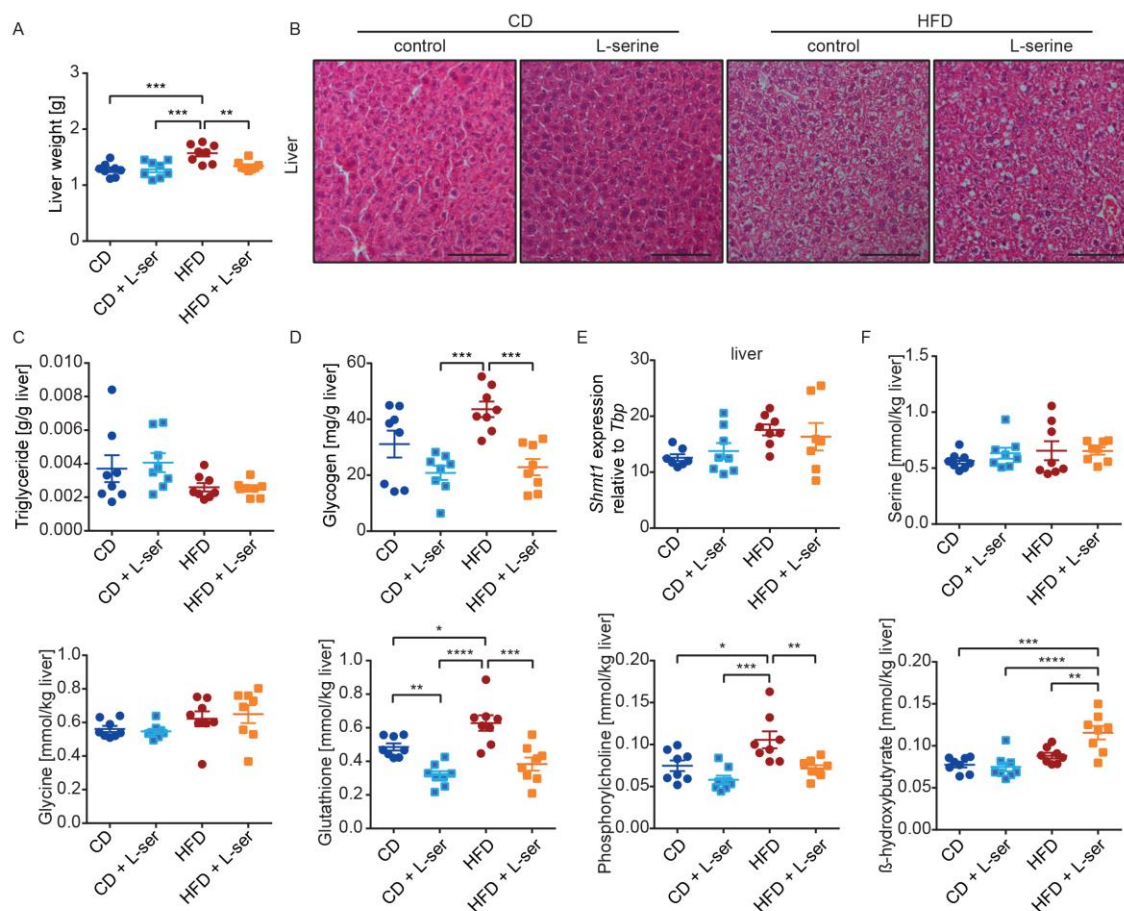 A
Liver weight [g]
3
2
1
0
***
***
**
CD
CD + L-ser
HFD
HFD + L-ser
B
CD
HFD
control
L-serine
control
L-serine
Liver
C
Triglyceride [g/g liver]
0.010
0.008
0.006
0.004
0.002
0.000
CD
CD + L-ser
HFD
HFD + L-ser
D
Glycogen [mg/g liver]
60
40
20
0
***
***
CD
CD + L-ser
HFD
HFD + L-ser
E
liver
Shmt1 expression
relative to Tbp
30
20
10
0
CD
CD + L-ser
HFD
HFD + L-ser
F
Serine [mmol/kg liver]
1.5
1.0
0.5
0.0
CD
CD + L-ser
HFD
HFD + L-ser
Glycine [mmol/kg liver]
1.0
0.8
0.6
0.4
0.2
0.0
CD
CD + L-ser
HFD
HFD + L-ser
Glutathione [mmol/kg liver]
1.0
0.8
0.6
0.4
0.2
0.0
*
****
***
**
CD
CD + L-ser
HFD
HFD + L-ser
Phosphorylcholine [mmol/kg liver]
0.20
0.15
0.10
0.05
0.00
*
***
**
CD
CD + L-ser
HFD
HFD + L-ser
ß-hydroxybutyrate [mmol/kg liver]
0.20
0.15
0.10
0.05
0.00
***
****
**
CD
CD + L-ser
HFD
HFD + L-ser